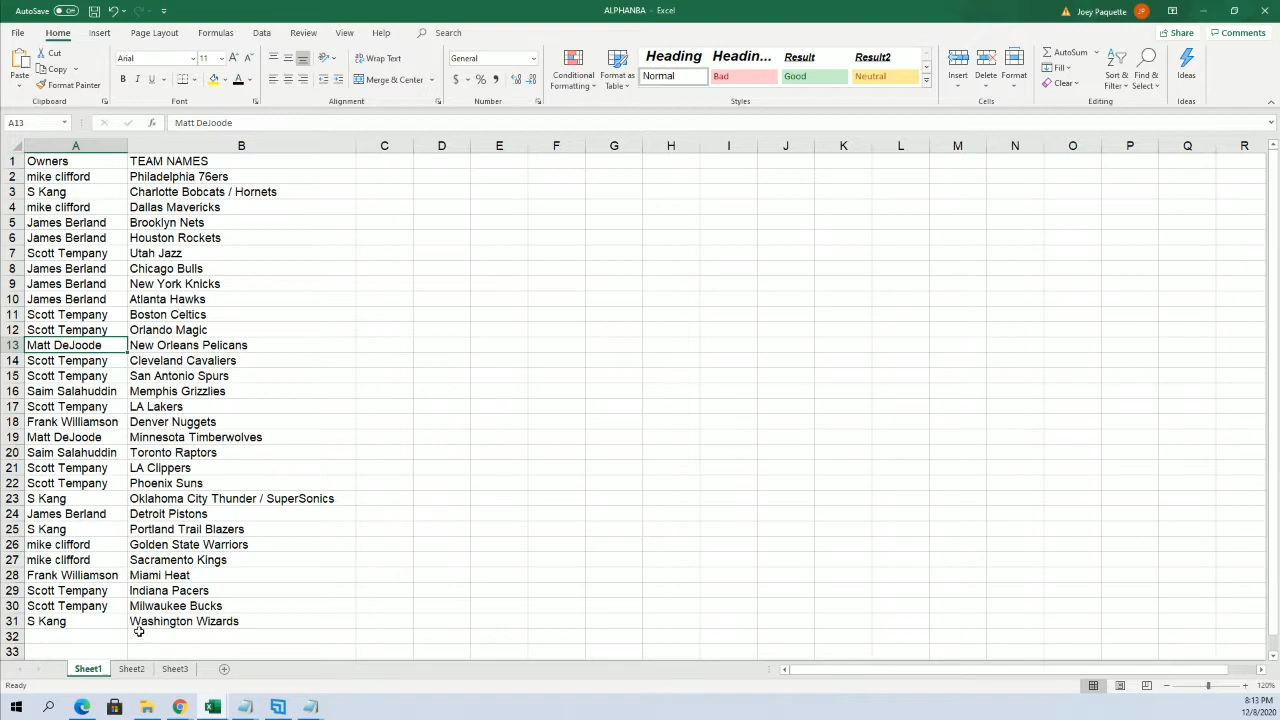 AutoSave Off
ALPHANBA - Excel
Joey Paquette JP
File Home Insert Page Layout Formulas Data Review View Help Search Share Comments
Paste
Cut
Copy
Format Painter
Clipboard
Arial 11
B I U
Font
Wrap Text
Merge & Center
Alignment
General
Number
Conditional Formatting
Format as Table
Heading Headin... Result Result2
Normal Bad Good Neutral
Styles
Insert Delete Format
Cells
AutoSum
Fill
Clear
Sort & Filter
Find & Select
Editing
Ideas
Ideas
A13 fx Matt DeJoode
A B C D E F G H I J K L M N O P Q R
1 Owners TEAM NAMES
2 mike clifford Philadelphia 76ers
3 S Kang Charlotte Bobcats / Hornets
4 mike clifford Dallas Mavericks
5 James Berland Brooklyn Nets
6 James Berland Houston Rockets
7 Scott Tempany Utah Jazz
8 James Berland Chicago Bulls
9 James Berland New York Knicks
10 James Berland Atlanta Hawks
11 Scott Tempany Boston Celtics
12 Scott Tempany Orlando Magic
13 Matt DeJoode New Orleans Pelicans
14 Scott Tempany Cleveland Cavaliers
15 Scott Tempany San Antonio Spurs
16 Saim Salahuddin Memphis Grizzlies
17 Scott Tempany LA Lakers
18 Frank Williamson Denver Nuggets
19 Matt DeJoode Minnesota Timberwolves
20 Saim Salahuddin Toronto Raptors
21 Scott Tempany LA Clippers
22 Scott Tempany Phoenix Suns
23 S Kang Oklahoma City Thunder / SuperSonics
24 James Berland Detroit Pistons
25 S Kang Portland Trail Blazers
26 mike clifford Golden State Warriors
27 mike clifford Sacramento Kings
28 Frank Williamson Miami Heat
29 Scott Tempany Indiana Pacers
30 Scott Tempany Milwaukee Bucks
31 S Kang Washington Wizards
32
33
Sheet1 Sheet2 Sheet3
Ready 120%
8:13 PM
12/8/2020